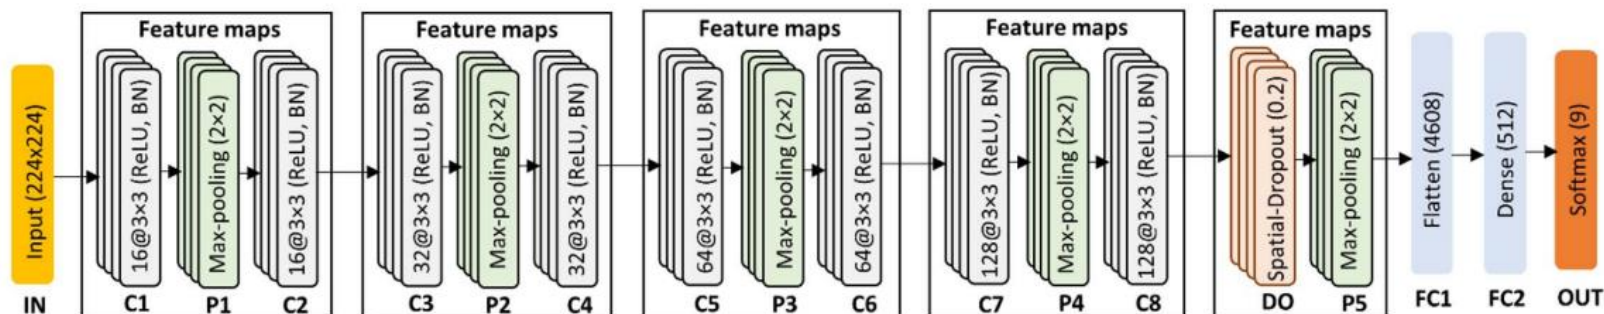 Feature maps
Feature maps
Feature maps
Feature maps
Feature maps
Input (224x224)
16@3×3 (ReLU, BN)
Max-pooling (2×2)
16@3×3 (ReLU, BN)
32@3×3 (ReLU, BN)
Max-pooling (2×2)
32@3×3 (ReLU, BN)
64@3×3 (ReLU, BN)
Max-pooling (2×2)
64@3×3 (ReLU, BN)
128@3×3 (ReLU, BN)
Max-pooling (2×2)
128@3×3 (ReLU, BN)
Spatial-Dropout (0.2)
Max-pooling (2×2)
Flatten (4608)
Dense (512)
Softmax (9)
IN
C1
P1
C2
C3
P2
C4
C5
P3
C6
C7
P4
C8
DO
P5
FC1
FC2
OUT